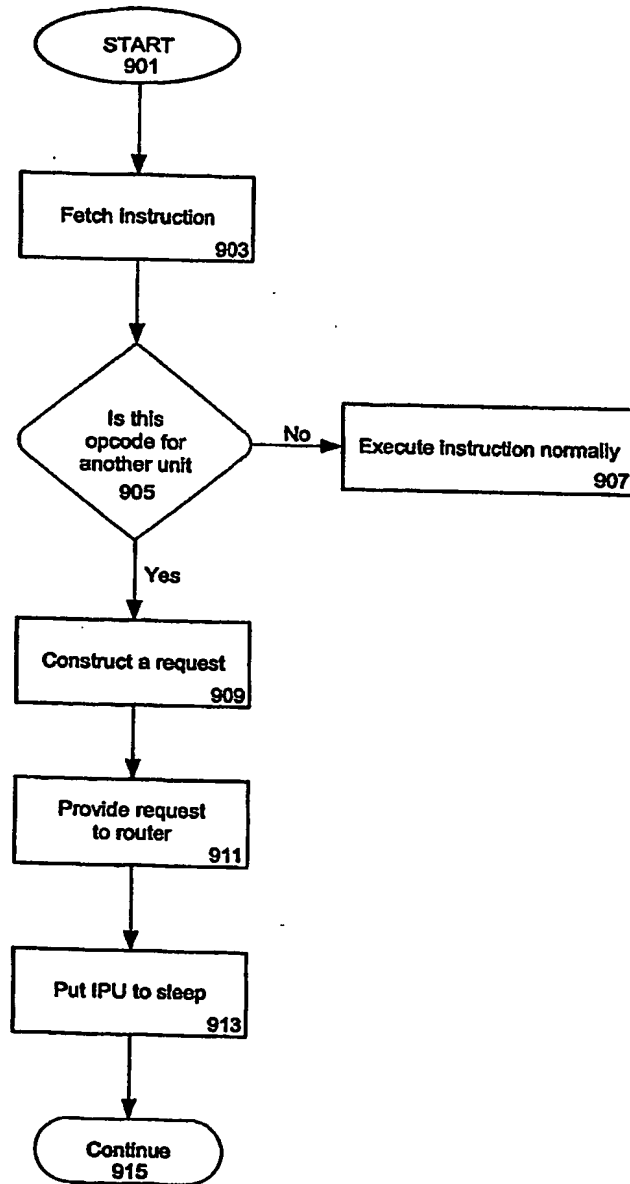 START
901
Fetch instruction
903
Is this
opcode for
another unit
905
No
Execute instruction normally
907
Yes
Construct a request
909
Provide request
to router
911
Put IPU to sleep
913
Continue
915